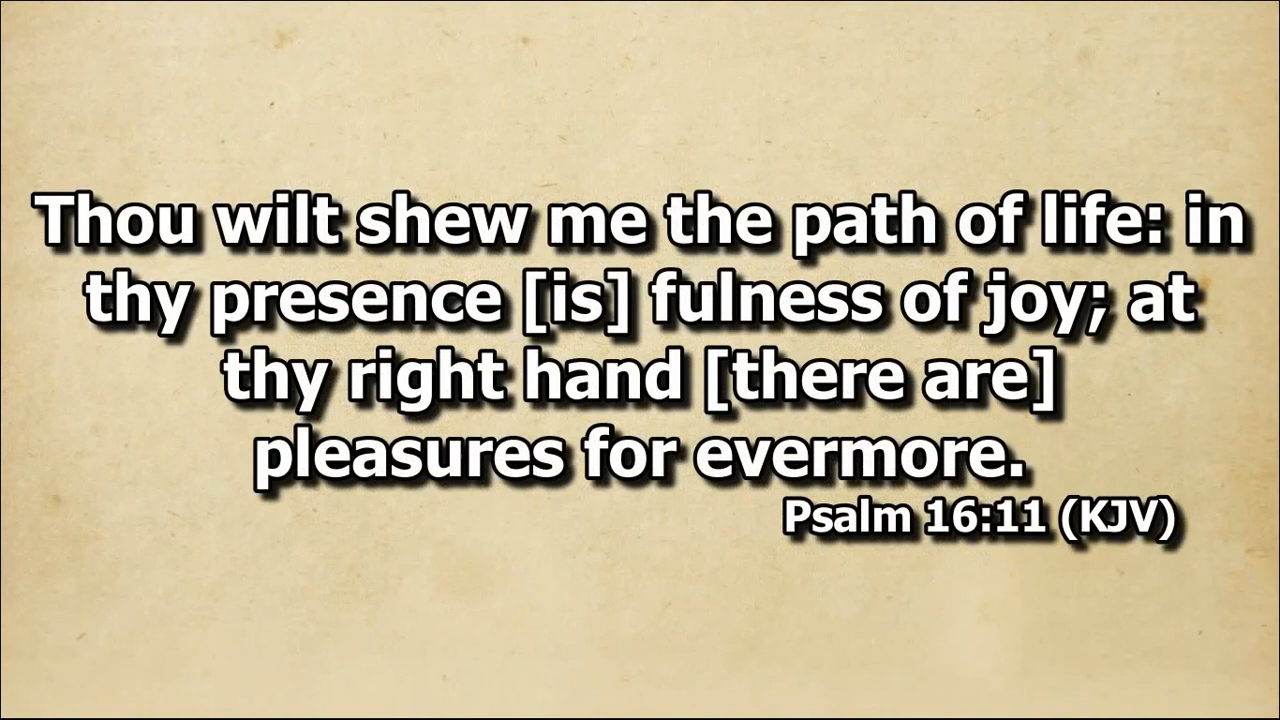 Thou wilt shew me the path of life: in
thy presence [is] fulness of joy; at
thy right hand [there are]
pleasures for evermore.
Psalm 16:11 (KJV)